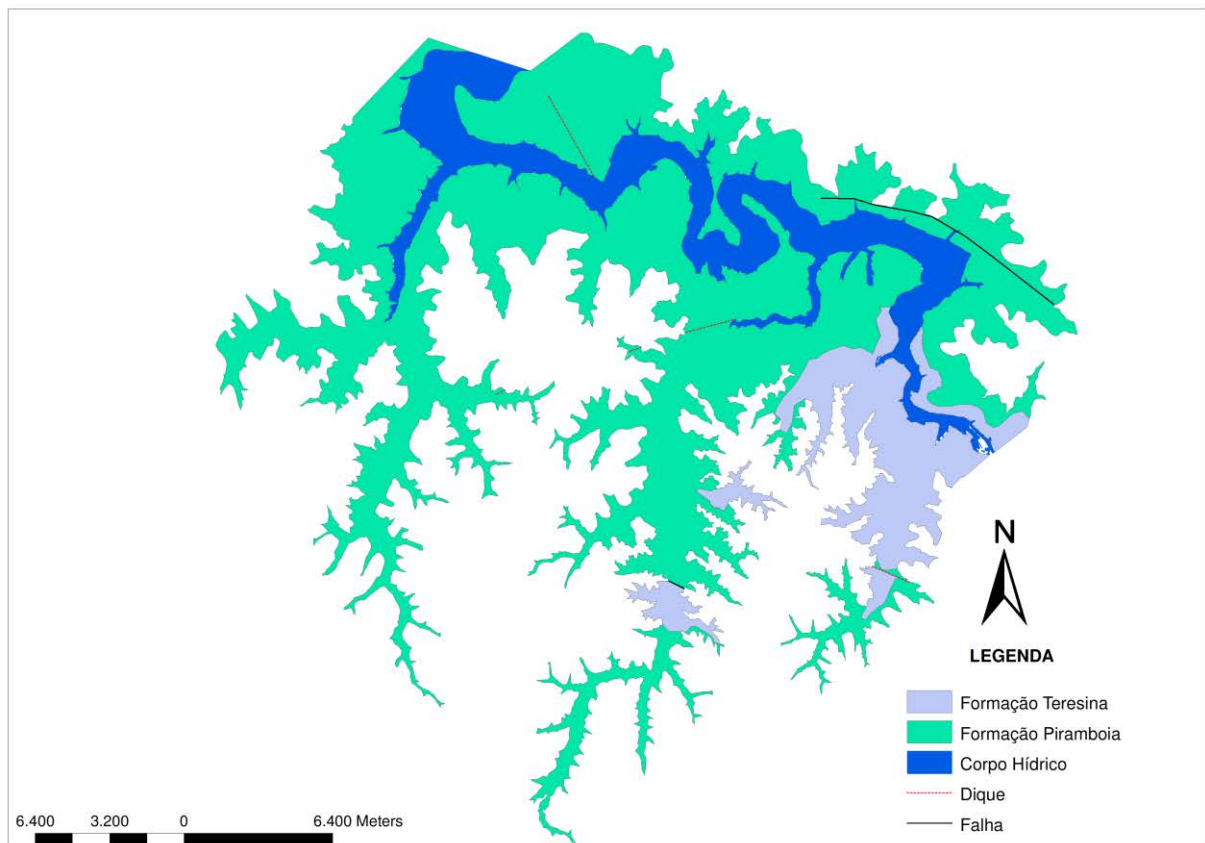 N
LEGENDA
Formação Teresina
Formação Piramboia
Corpo Hídrico
Dique
Falha
6.400 3.200 0 6.400 Meters